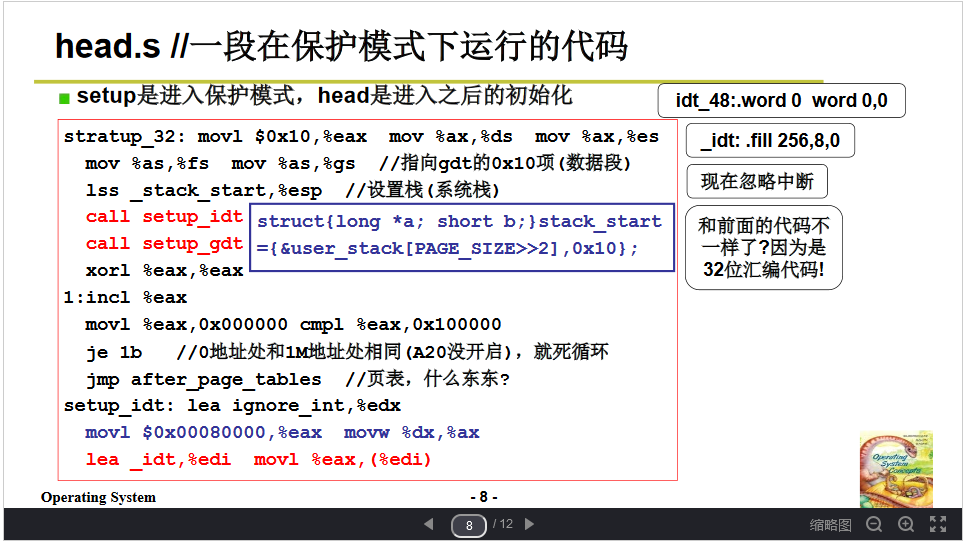 head.s //一段在保护模式下运行的代码
setup是进入保护模式，head是进入之后的初始化
idt_48:.word 0 word 0,0
_idt: .fill 256,8,0
现在忽略中断
和前面的代码不
一样了?因为是
32位汇编代码!
stratup_32: movl $0x10,%eax mov %ax,%ds mov %ax,%es
mov %as,%fs mov %as,%gs //指向gdt的0x10项(数据段)
lss _stack_start,%esp //设置栈(系统栈)
call setup_idt
call setup_gdt
struct{long *a; short b;}stack_start
={&user_stack[PAGE_SIZE>>2],0x10};
xorl %eax,%eax
1:incl %eax
movl %eax,0x000000 cmpl %eax,0x100000
je 1b //0地址处和1M地址处相同(A20没开启)，就死循环
jmp after_page_tables //页表，什么东东?
setup_idt: lea ignore_int,%edx
movl $0x00080000,%eax movw %dx,%ax
lea _idt,%edi movl %eax,(%edi)
Operating
System
Concepts
Operating System
- 8 -
8 / 12
缩略图